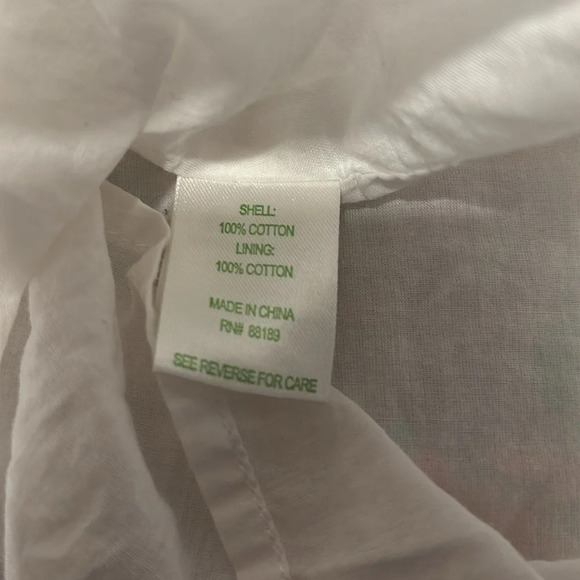 SHELL:
100% COTTON
LINING:
100% COTTON
MADE IN CHINA
RN# 88189
SEE REVERSE FOR CARE